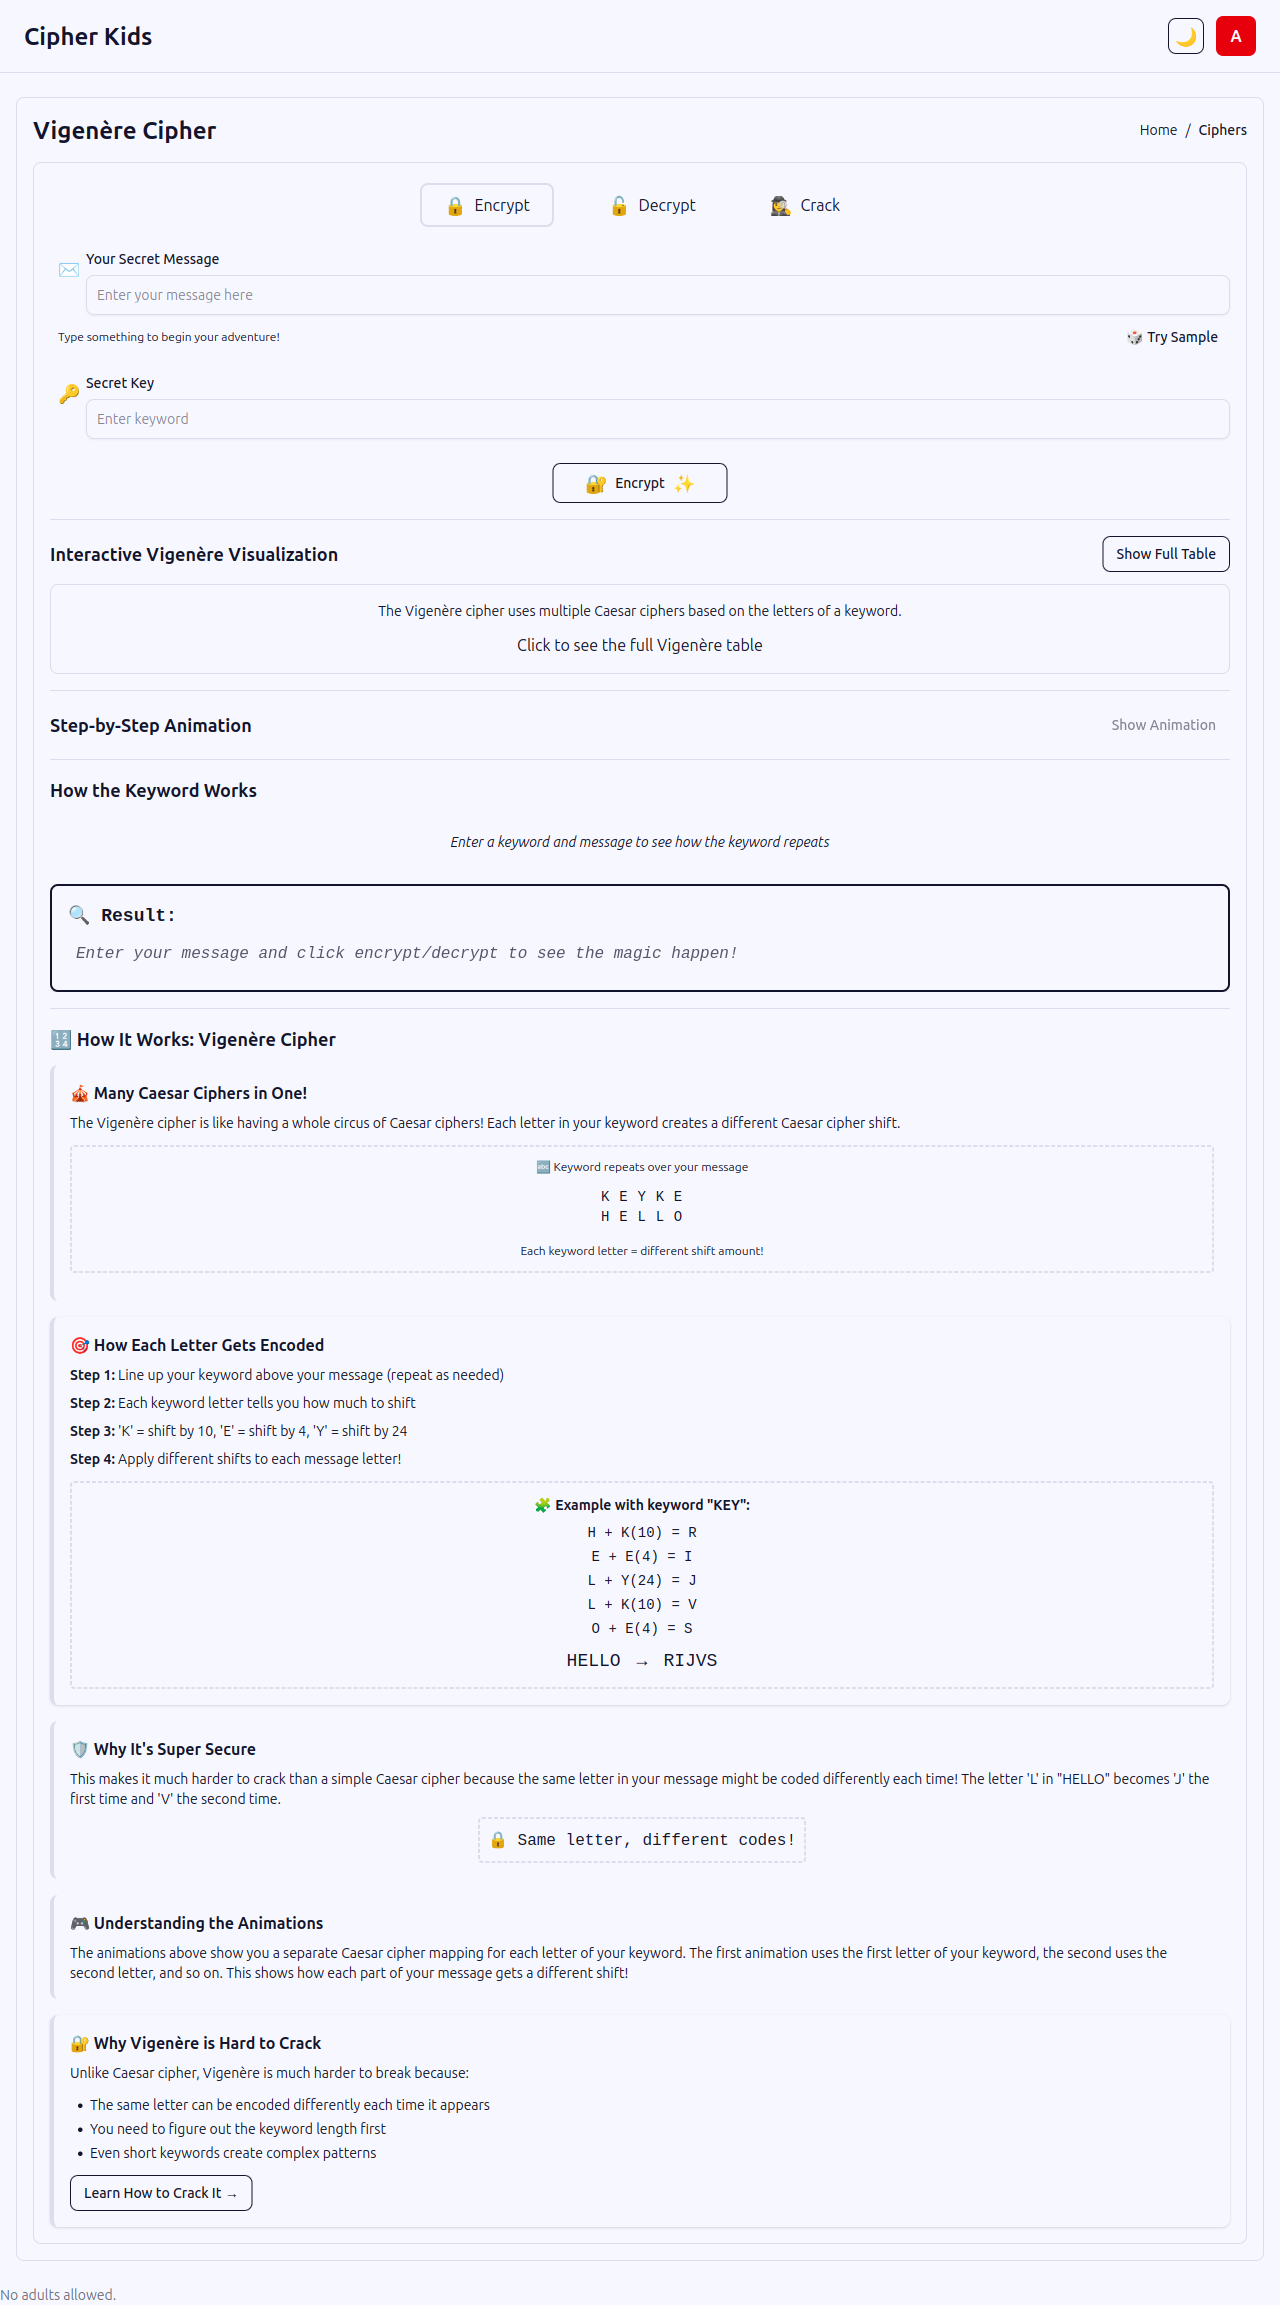 Cipher Kids
A
Vigenère Cipher
Home / Ciphers
Encrypt
Decrypt
Crack
Your Secret Message
Enter your message here
Type something to begin your adventure!
Try Sample
Secret Key
Enter keyword
Encrypt
Interactive Vigenère Visualization
Show Full Table
The Vigenère cipher uses multiple Caesar ciphers based on the letters of a keyword.
Click to see the full Vigenère table
Step-by-Step Animation
Show Animation
How the Keyword Works
Enter a keyword and message to see how the keyword repeats
Result:
Enter your message and click encrypt/decrypt to see the magic happen!
How It Works: Vigenère Cipher
Many Caesar Ciphers in One!
The Vigenère cipher is like having a whole circus of Caesar ciphers! Each letter in your keyword creates a different Caesar cipher shift.
Keyword repeats over your message
K E Y K E
H E L L O
Each keyword letter = different shift amount!
How Each Letter Gets Encoded
Step 1: Line up your keyword above your message (repeat as needed)
Step 2: Each keyword letter tells you how much to shift
Step 3: 'K' = shift by 10, 'E' = shift by 4, 'Y' = shift by 24
Step 4: Apply different shifts to each message letter!
Example with keyword "KEY":
H + K(10) = R
E + E(4) = I
L + Y(24) = J
L + K(10) = V
O + E(4) = S
HELLO → RIJVS
Why It's Super Secure
This makes it much harder to crack than a simple Caesar cipher because the same letter in your message might be coded differently each time! The letter 'L' in "HELLO" becomes 'J' the
first time and 'V' the second time.
Same letter, different codes!
Understanding the Animations
The animations above show you a separate Caesar cipher mapping for each letter of your keyword. The first animation uses the first letter of your keyword, the second uses the
second letter, and so on. This shows how each part of your message gets a different shift!
Why Vigenère is Hard to Crack
Unlike Caesar cipher, Vigenère is much harder to break because:
• The same letter can be encoded differently each time it appears
• You need to figure out the keyword length first
• Even short keywords create complex patterns
Learn How to Crack It →
No adults allowed.